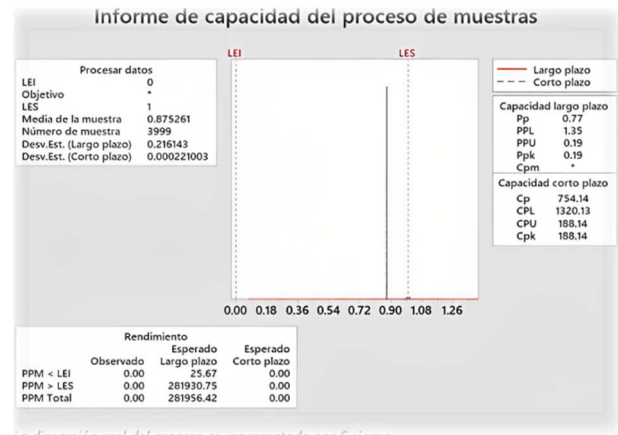 Informe de capacidad del proceso de muestras
LEI LES
Procesar datos
LEI 0
Objetivo *
LES 1
Media de la muestra 0.875261
Número de muestra 3999
Desv.Est. (Largo plazo) 0.216143
Desv.Est. (Corto plazo) 0.000221003
Largo plazo
Corto plazo
Capacidad largo plazo
Pp 0.77
PPL 1.35
PPU 0.19
Ppk 0.19
Cpm *
Capacidad corto plazo
Cp 754.14
CPL 1320.13
CPU 188.14
Cpk 188.14
0.00 0.18 0.36 0.54 0.72 0.90 1.08 1.26
Rendimiento
Esperado Esperado
Observado Largo plazo Corto plazo
PPM < LEI 0.00 25.67 0.00
PPM > LES 0.00 281930.75 0.00
PPM Total 0.00 281956.42 0.00